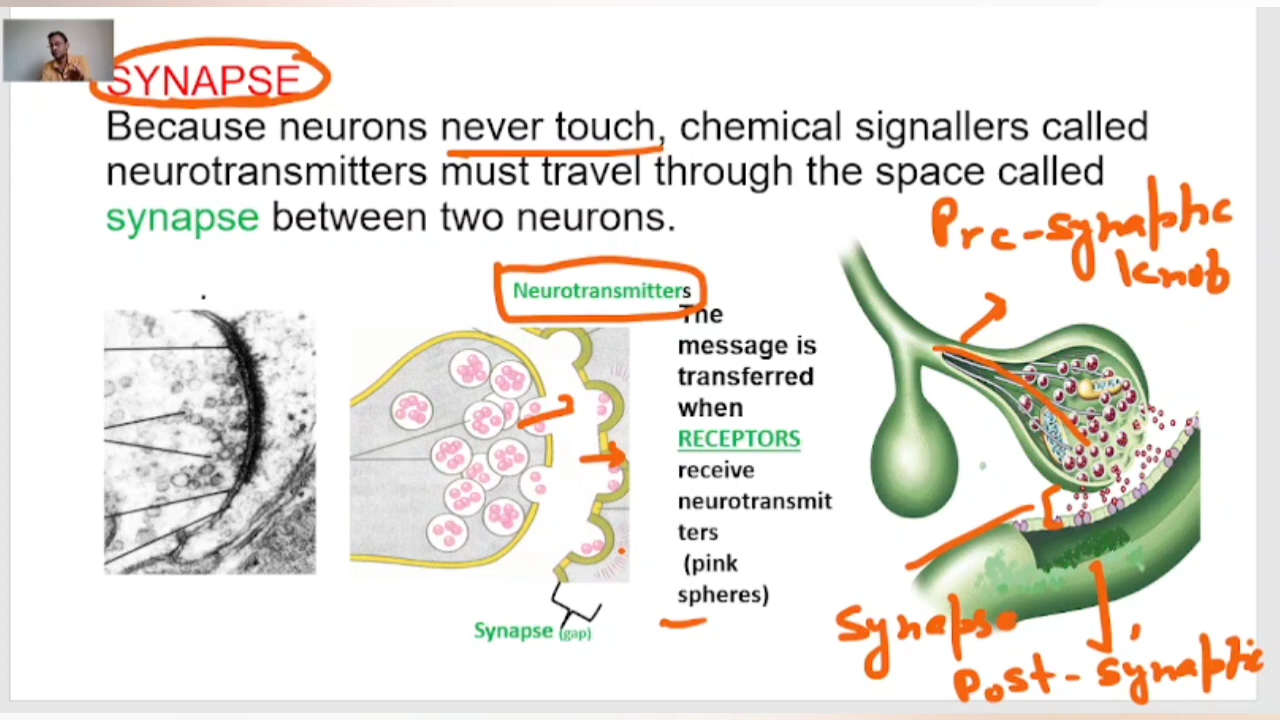 SYNAPSE
Because neurons never touch, chemical signallers called
neurotransmitters must travel through the space called
synapse between two neurons.
Pre-synaptic
knob
Neurotransmitters
The
message is
transferred
when
RECEPTORS
receive
neurotransmit
ters
(pink
spheres)
Synapse (gap)
Synapse
Post-synaptic